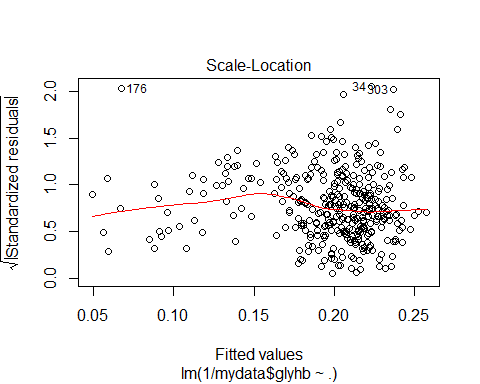 Scale-Location
√|Standardized residuals|
2.0
1.5
1.0
0.5
0.0
176
349
303
0.05 0.10 0.15 0.20 0.25
Fitted values
lm(1/mydata$glyhb ~ .)